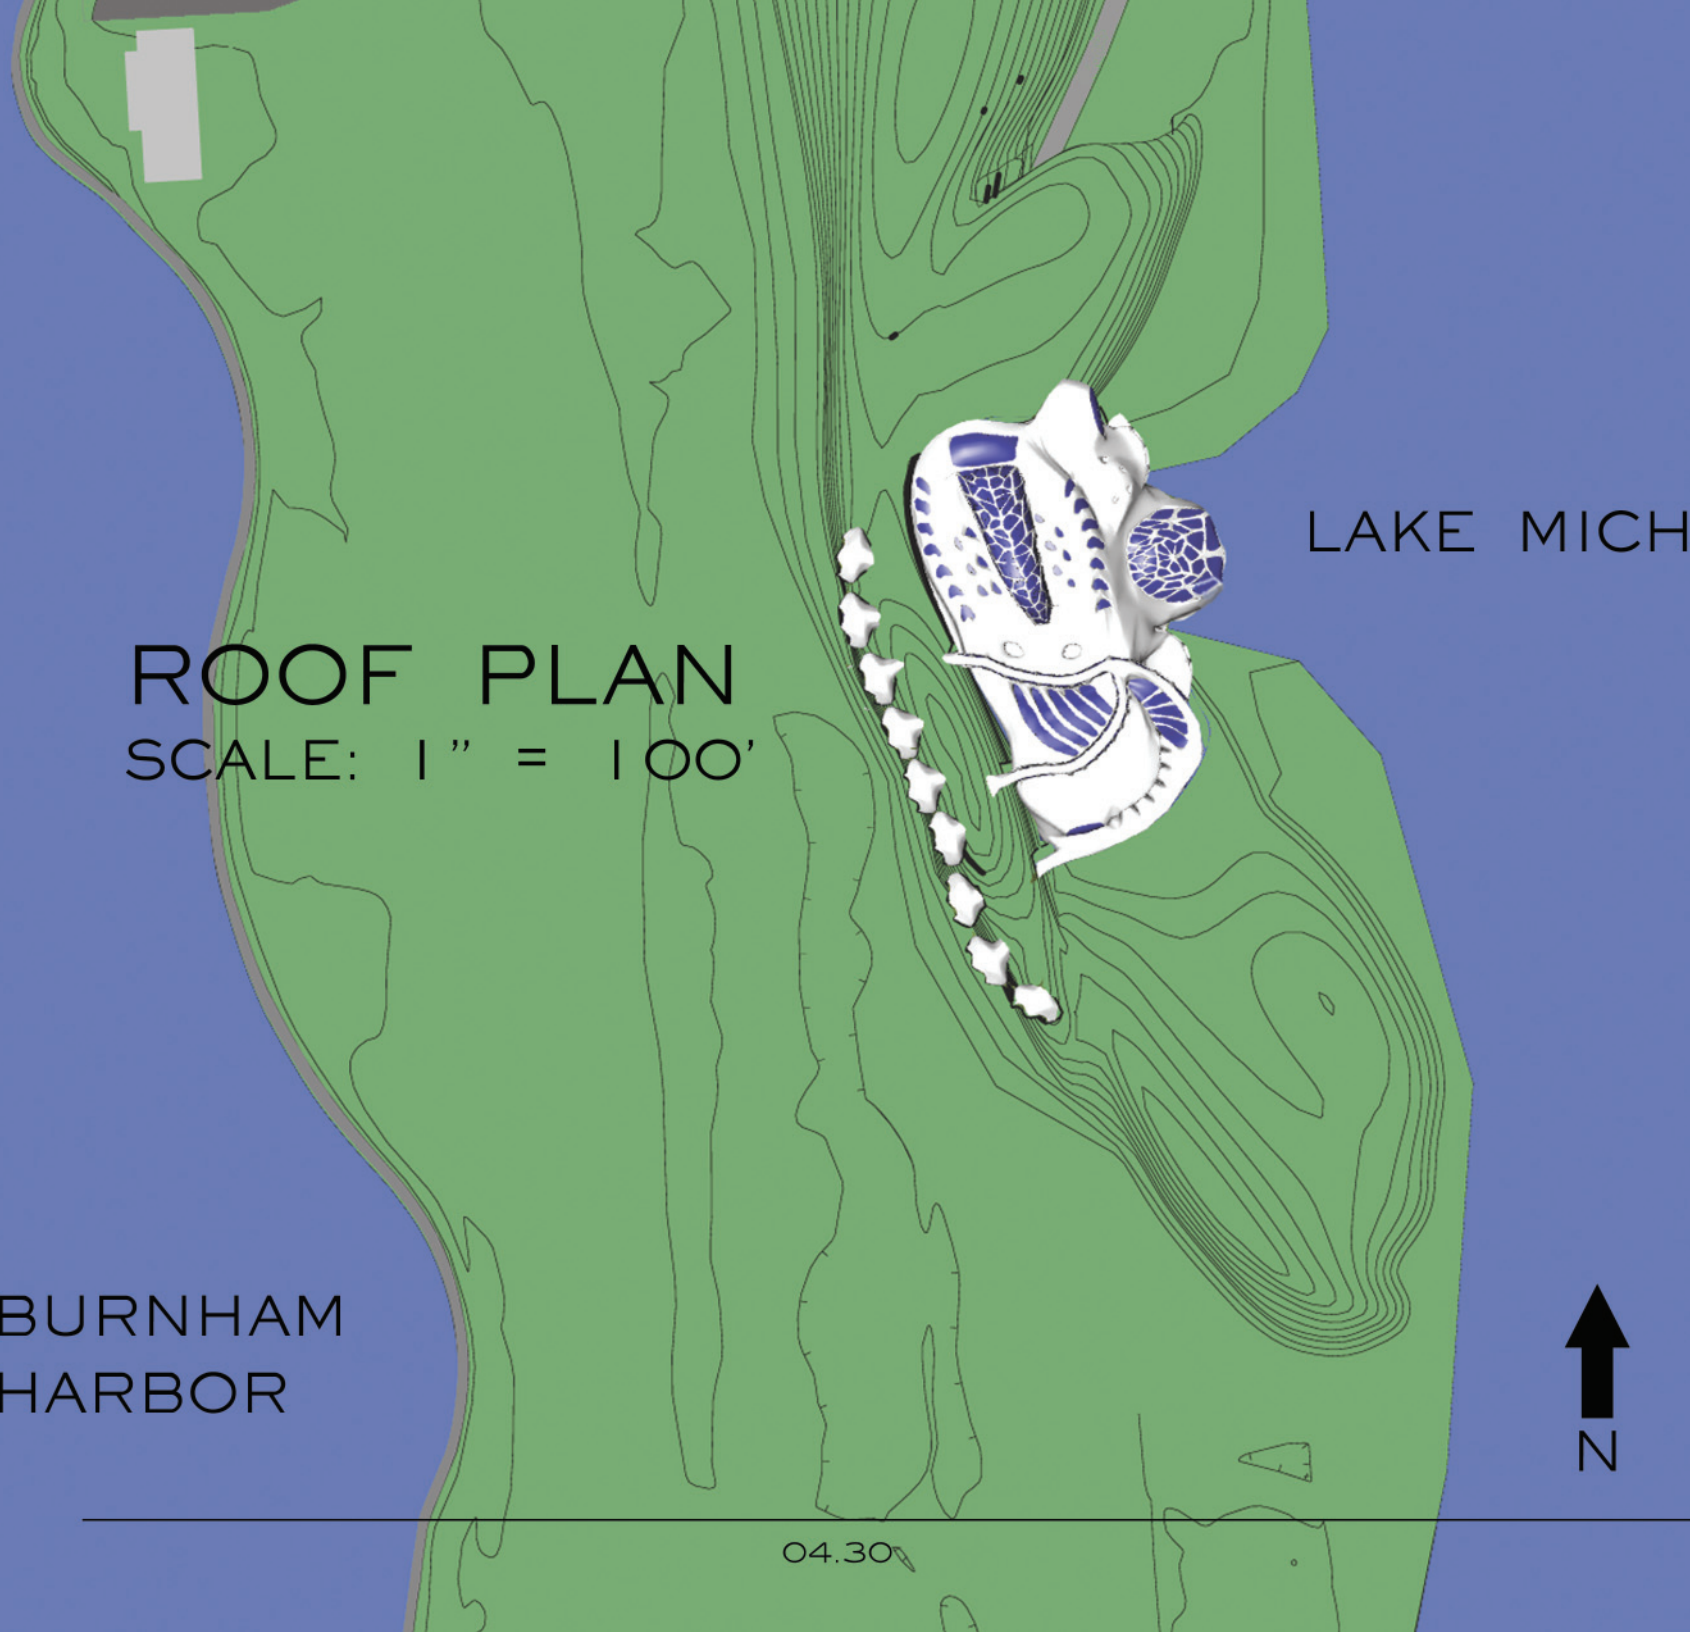 LAKE MICH
ROOF PLAN
SCALE: 1" = 100'
BURNHAM
HARBOR
N
04.30